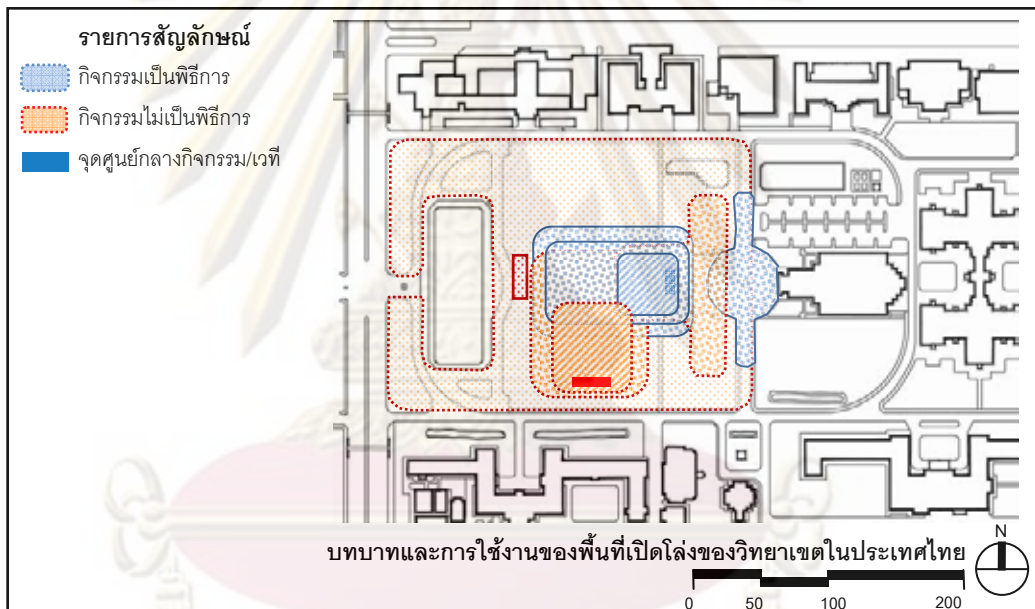 รายการสัญลักษณ์
กิจกรรมเป็นพิธีการ
กิจกรรมไม่เป็นพิธีการ
จุดศูนย์กลางกิจกรรม/เวที
บทบาทและการใช้งานของพื้นที่เปิดโล่งของวิทยาเขตในประเทศไทย
N
0 50 100 200